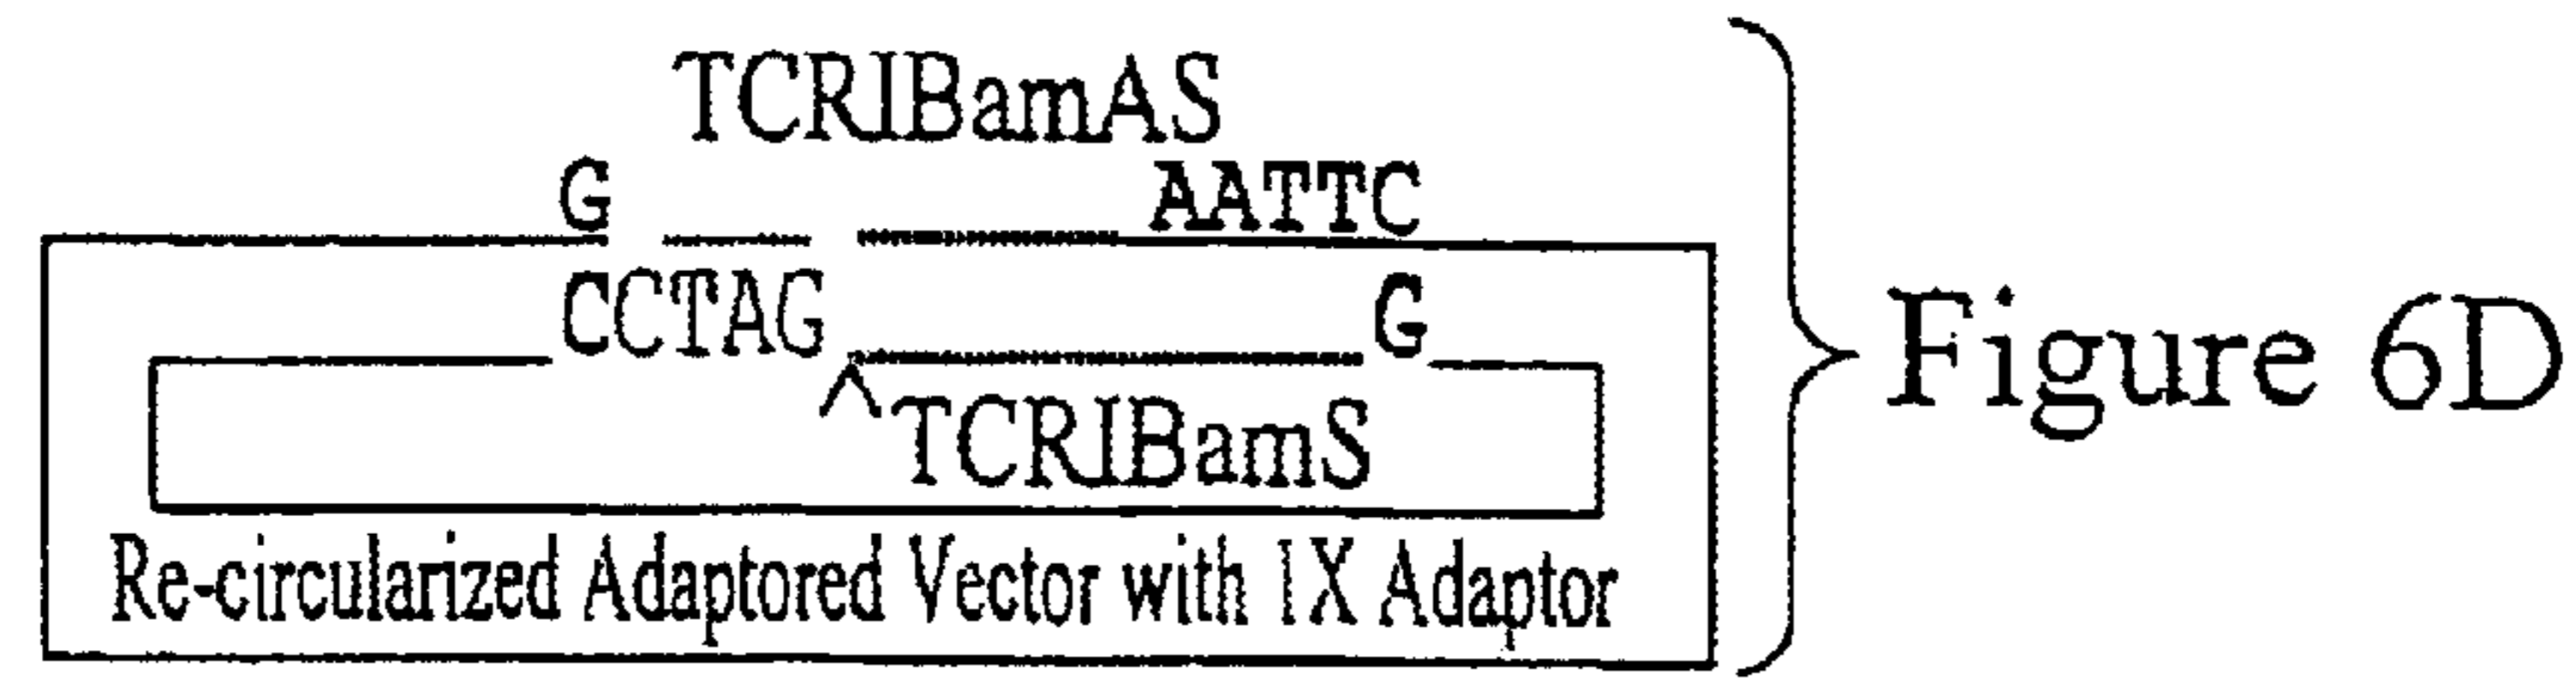 TCRIBamAS
G AATTC
CCTAG G
^TCRIBamS
Re-circularized Adaptored Vector with 1X Adaptor
Figure 6D